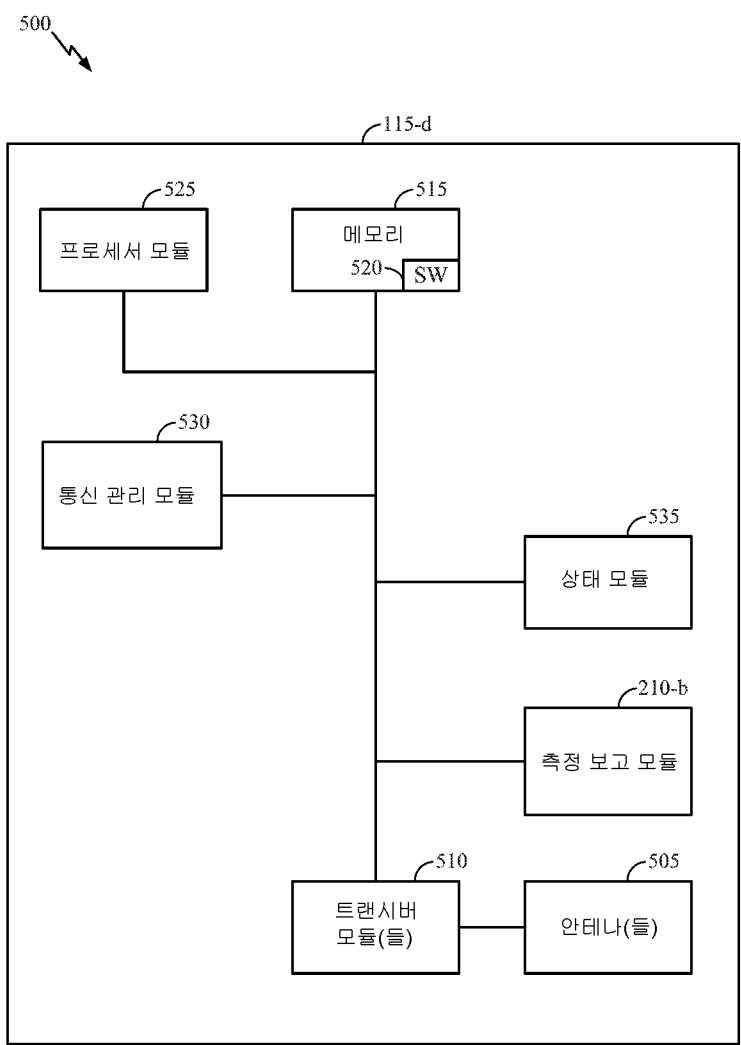 500
115-d
525
프로세서 모듈
515
메모리
520
SW
530
통신 관리 모듈
535
상태 모듈
210-b
측정 보고 모듈
510
트랜시버
모듈(들)
505
안테나(들)